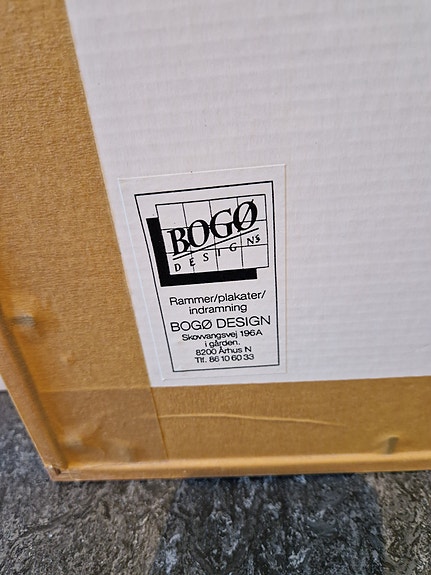 BOGØ
DESIGNS
Rammer/plakater/
indramning
BOGØ DESIGN
Skovvangsvej 196A
i gården.
8200 Århus N
Tlf. 86 10 60 33